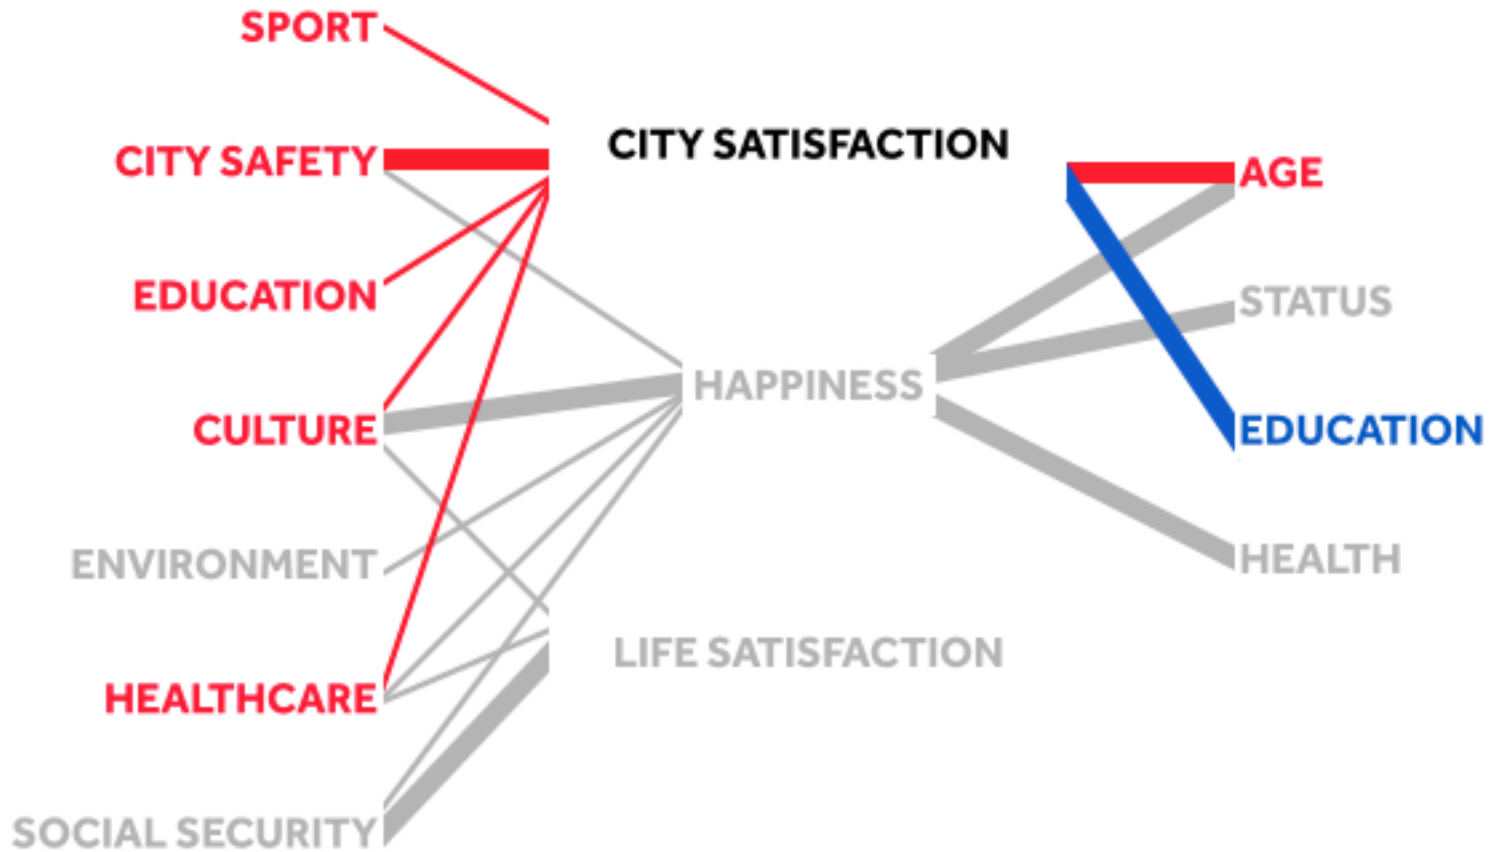 SPORT
CITY SAFETY
EDUCATION
CULTURE
ENVIRONMENT
HEALTHCARE
SOCIAL SECURITY
CITY SATISFACTION
HAPPINESS
LIFE SATISFACTION
AGE
STATUS
EDUCATION
HEALTH